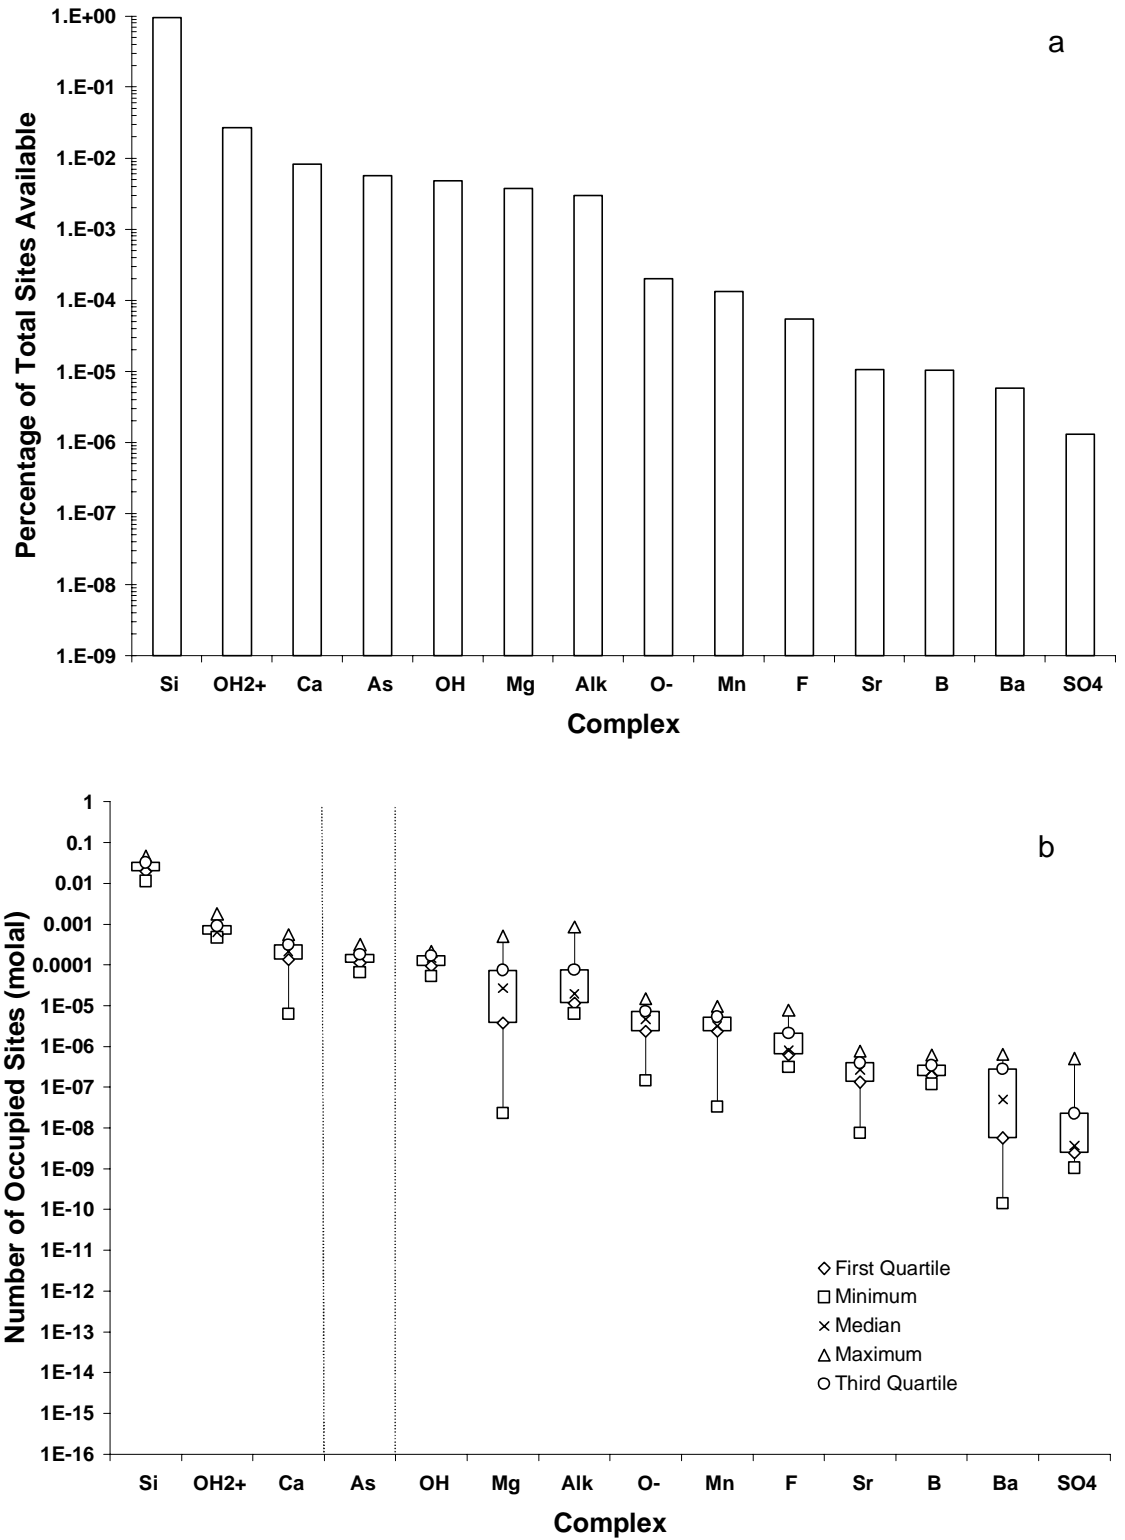 a
Percentage of Total Sites Available
1.E+00
1.E-01
1.E-02
1.E-03
1.E-04
1.E-05
1.E-06
1.E-07
1.E-08
1.E-09
Si OH2+ Ca As OH Mg Alk O- Mn F Sr B Ba SO4
Complex
b
Number of Occupied Sites (molal)
1
0.1
0.01
0.001
0.0001
1E-05
1E-06
1E-07
1E-08
1E-09
1E-10
1E-11
1E-12
1E-13
1E-14
1E-15
1E-16
First Quartile
Minimum
Median
Maximum
Third Quartile
Si OH2+ Ca As OH Mg Alk O- Mn F Sr B Ba SO4
Complex